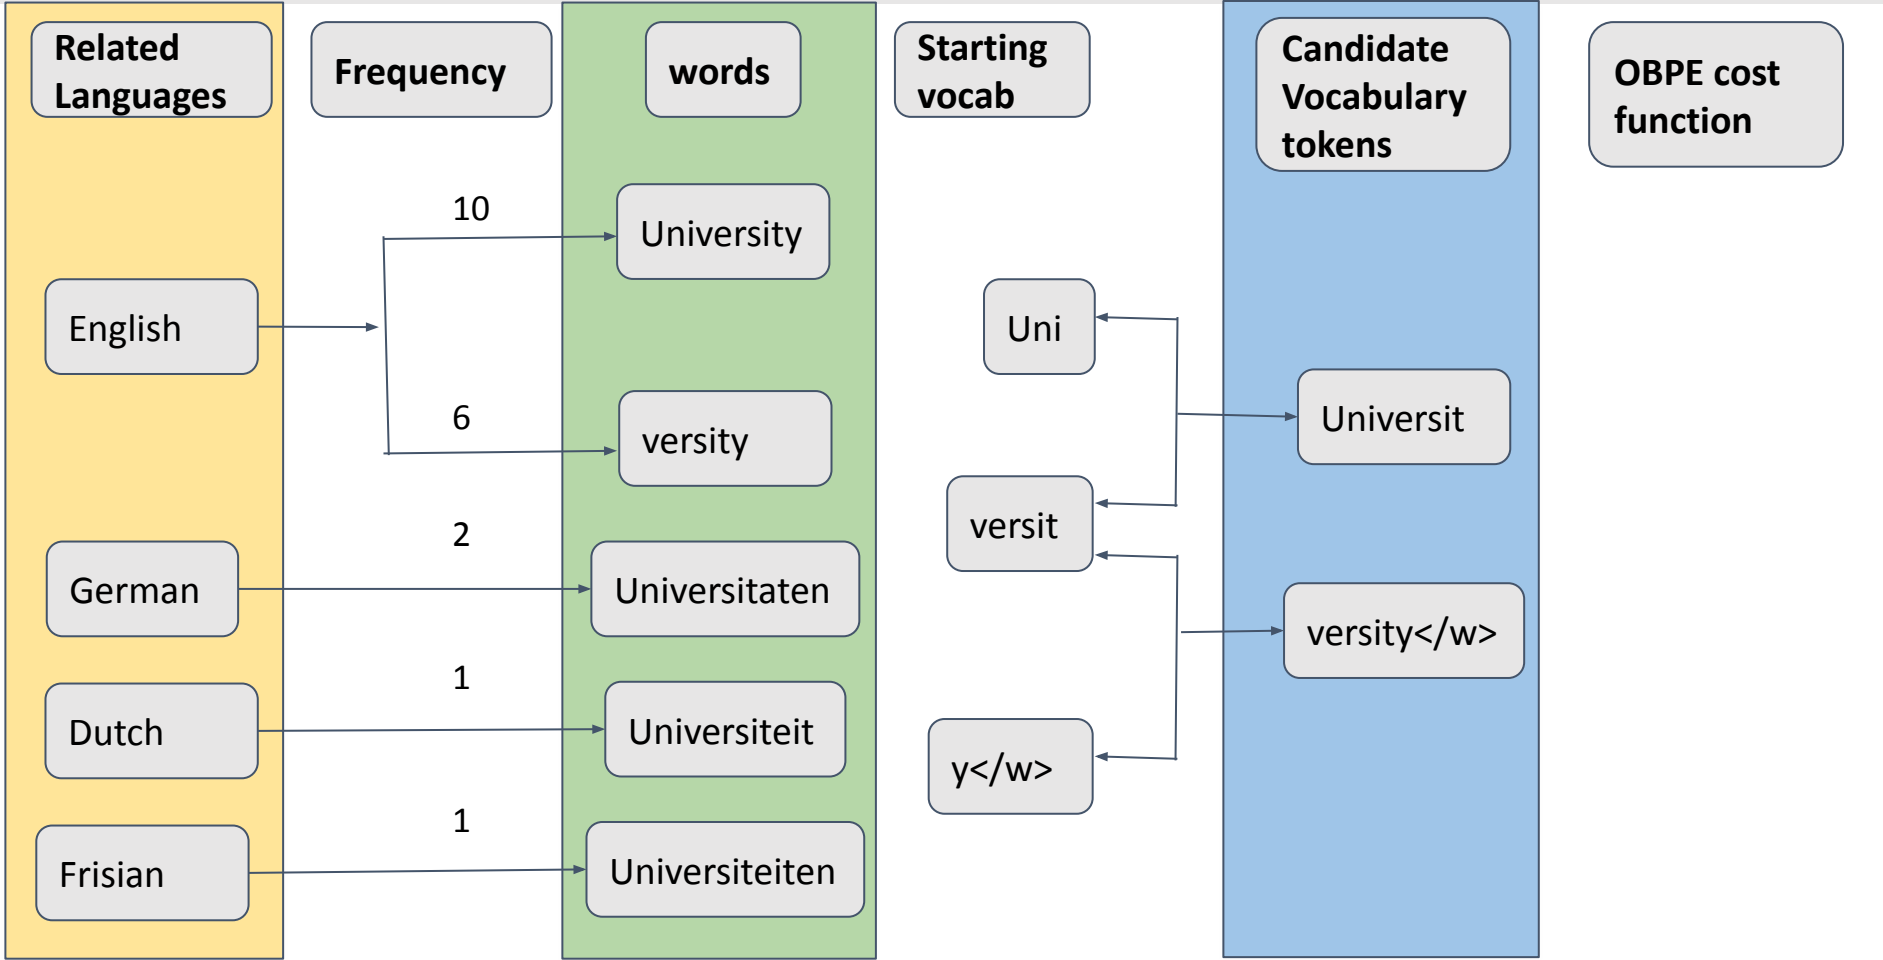 Related
Languages
Frequency
words
Starting
vocab
Candidate
Vocabulary
tokens
OBPE cost
function
10
University
English
Uni
6
versity
Universit
2
versit
German
Universitaten
versity</w>
1
Dutch
Universiteit
y</w>
1
Frisian
Universiteiten